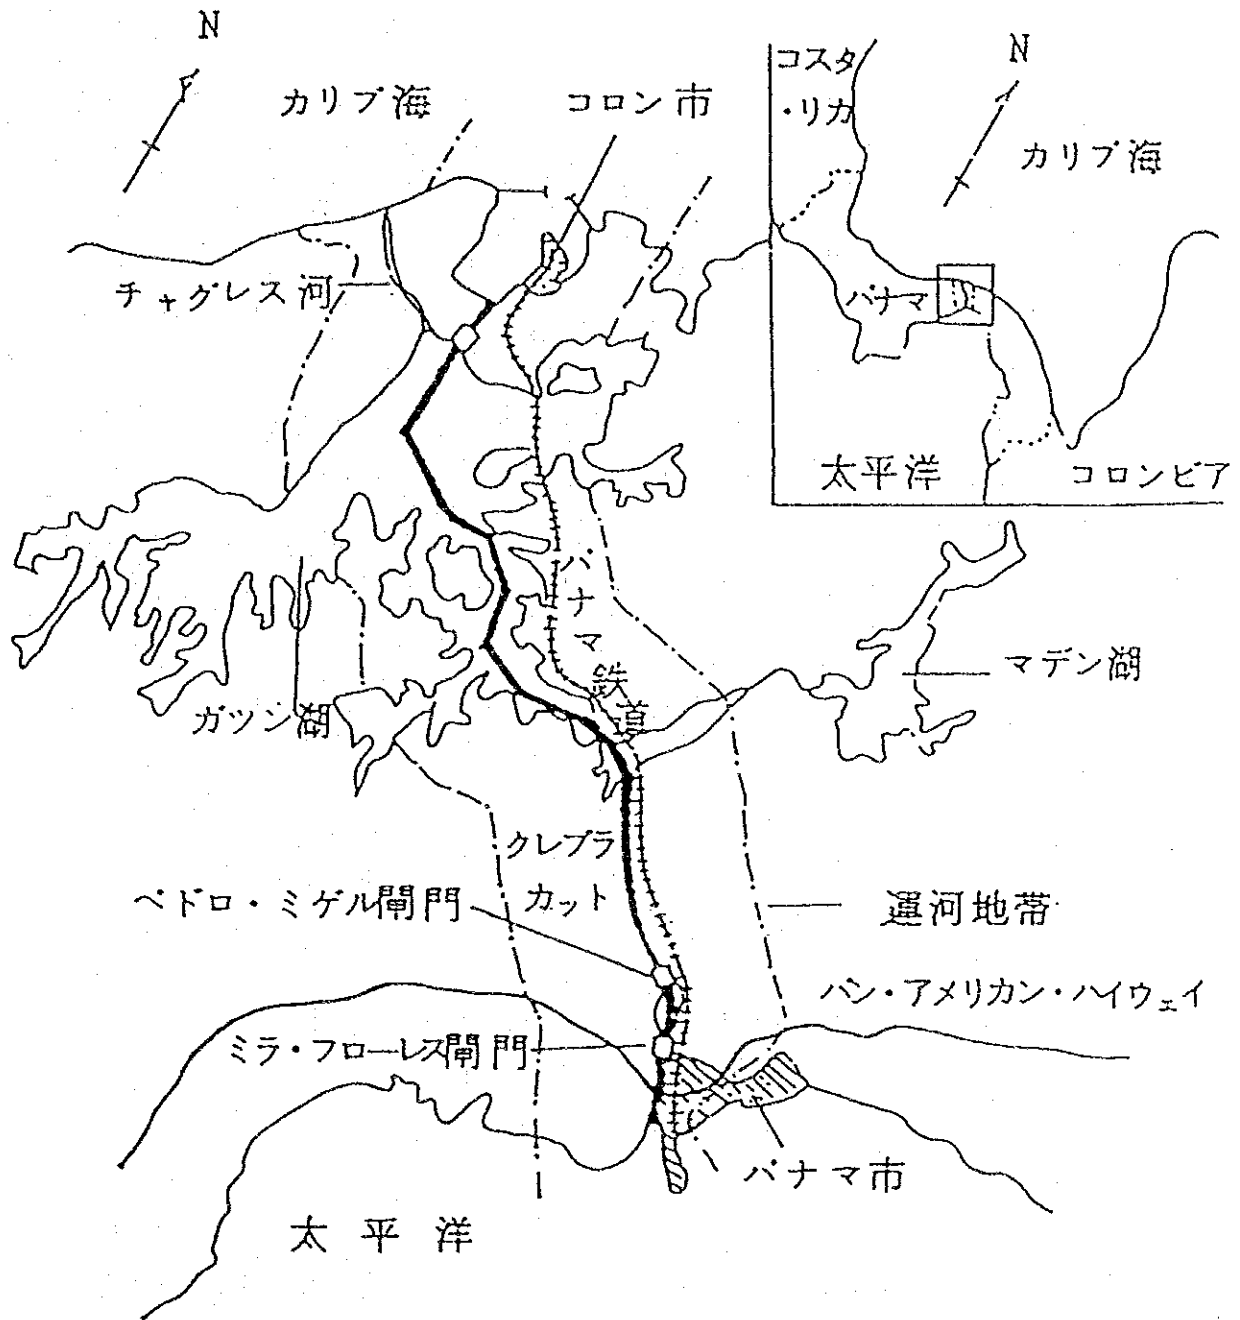 N
カリブ海
コロン市
コスタ
・リカ
N
カリブ海
チャグレス河
パナマ
太平洋
コロンビア
パナマ鉄道
マデン湖
ガツン湖
クレブラ
カット
ペドロ・ミゲル閘門
運河地帯
パン・アメリカン・ハイウェイ
ミラ・フローレス閘門
パナマ市
太平洋